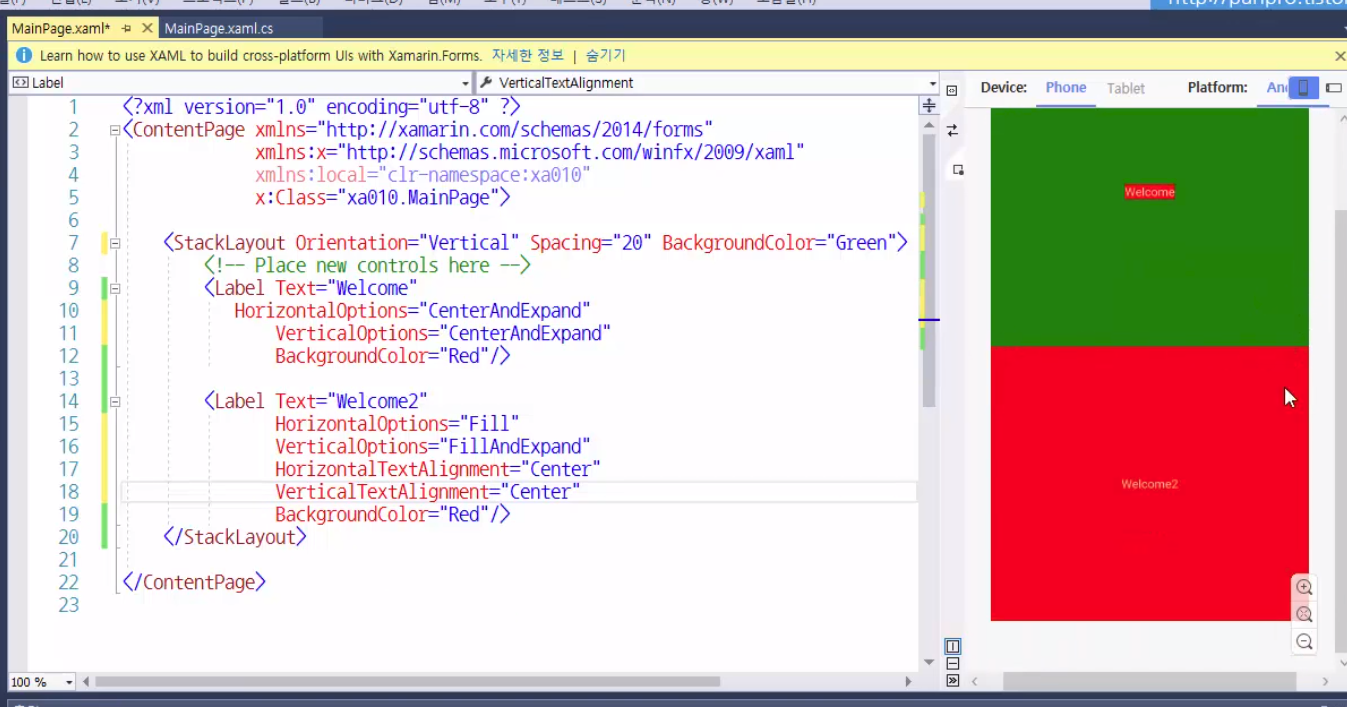 http://panpro.tistor
MainPage.xaml* MainPage.xaml.cs
Learn how to use XAML to build cross-platform UIs with Xamarin.Forms. 자세한 정보 | 숨기기
Label VerticalTextAlignment
Device: Phone Tablet Platform: An
1 <?xml version="1.0" encoding="utf-8" ?>
2 <ContentPage xmlns="http://xamarin.com/schemas/2014/forms"
3 xmlns:x="http://schemas.microsoft.com/winfx/2009/xaml"
4 xmlns:local="clr-namespace:xa010"
5 x:Class="xa010.MainPage">
6
7 <StackLayout Orientation="Vertical" Spacing="20" BackgroundColor="Green">
8 <!-- Place new controls here -->
9 <Label Text="Welcome"
10 HorizontalOptions="CenterAndExpand"
11 VerticalOptions="CenterAndExpand"
12 BackgroundColor="Red"/>
13
14 <Label Text="Welcome2"
15 HorizontalOptions="Fill"
16 VerticalOptions="FillAndExpand"
17 HorizontalTextAlignment="Center"
18 VerticalTextAlignment="Center"
19 BackgroundColor="Red"/>
20 </StackLayout>
21
22 </ContentPage>
23
100 %
Welcome
Welcome2